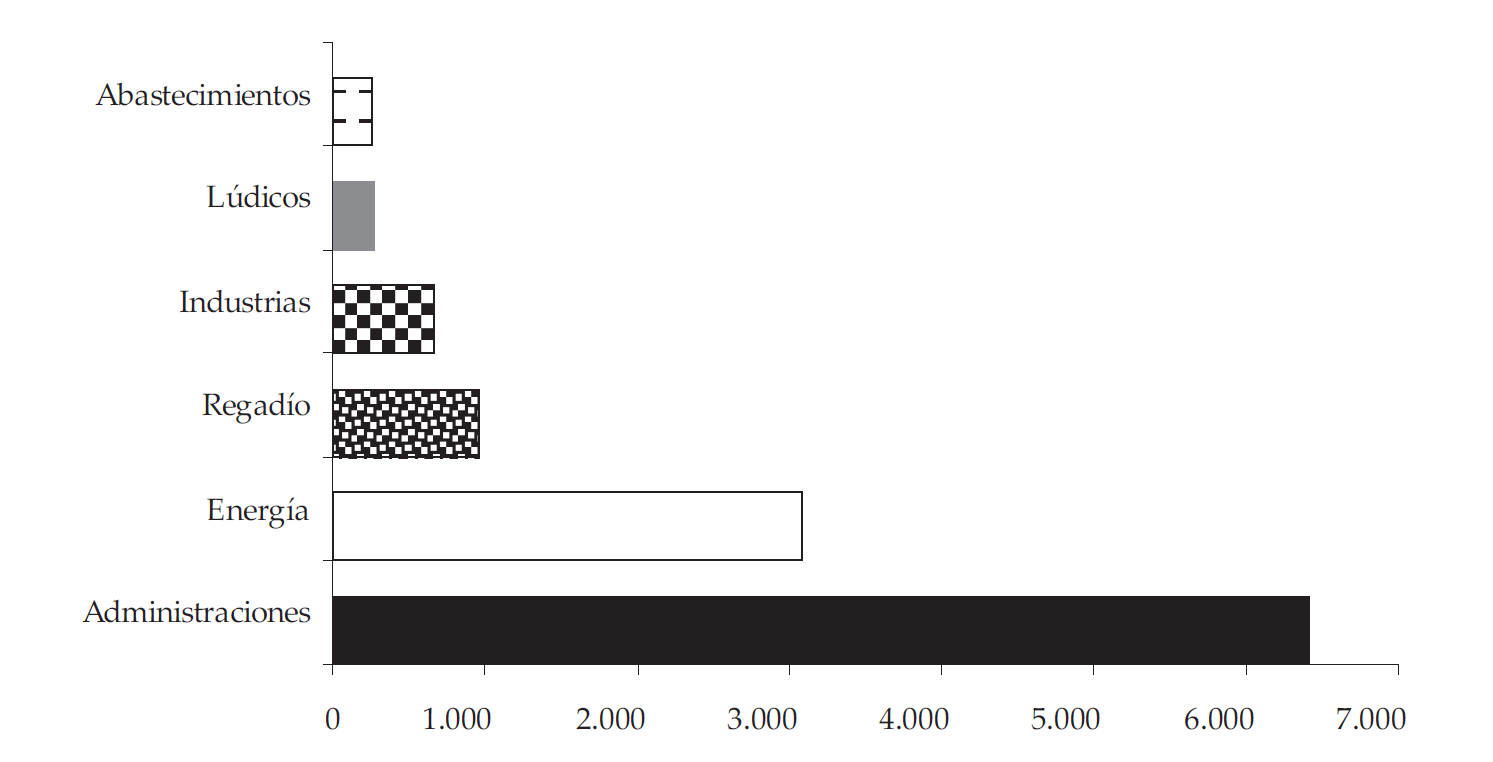 Abastecimientos
Lúdicos
Industrias
Regadío
Energía
Administraciones
0 1.000 2.000 3.000 4.000 5.000 6.000 7.000